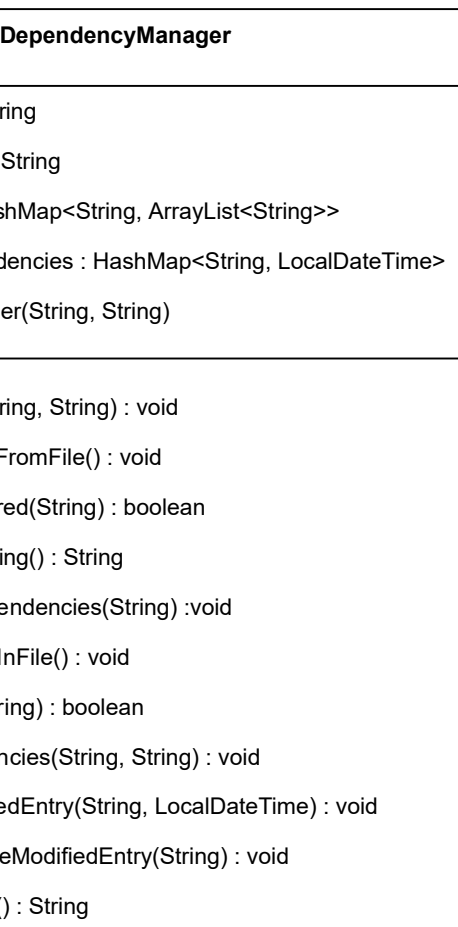 DependencyManager
ring
String
shMap<String, ArrayList<String>>
dencies : HashMap<String, LocalDateTime>
er(String, String)
ring, String) : void
FromFile() : void
red(String) : boolean
ing() : String
endencies(String) :void
nFile() : void
ring) : boolean
ncies(String, String) : void
edEntry(String, LocalDateTime) : void
eModifiedEntry(String) : void
() : String